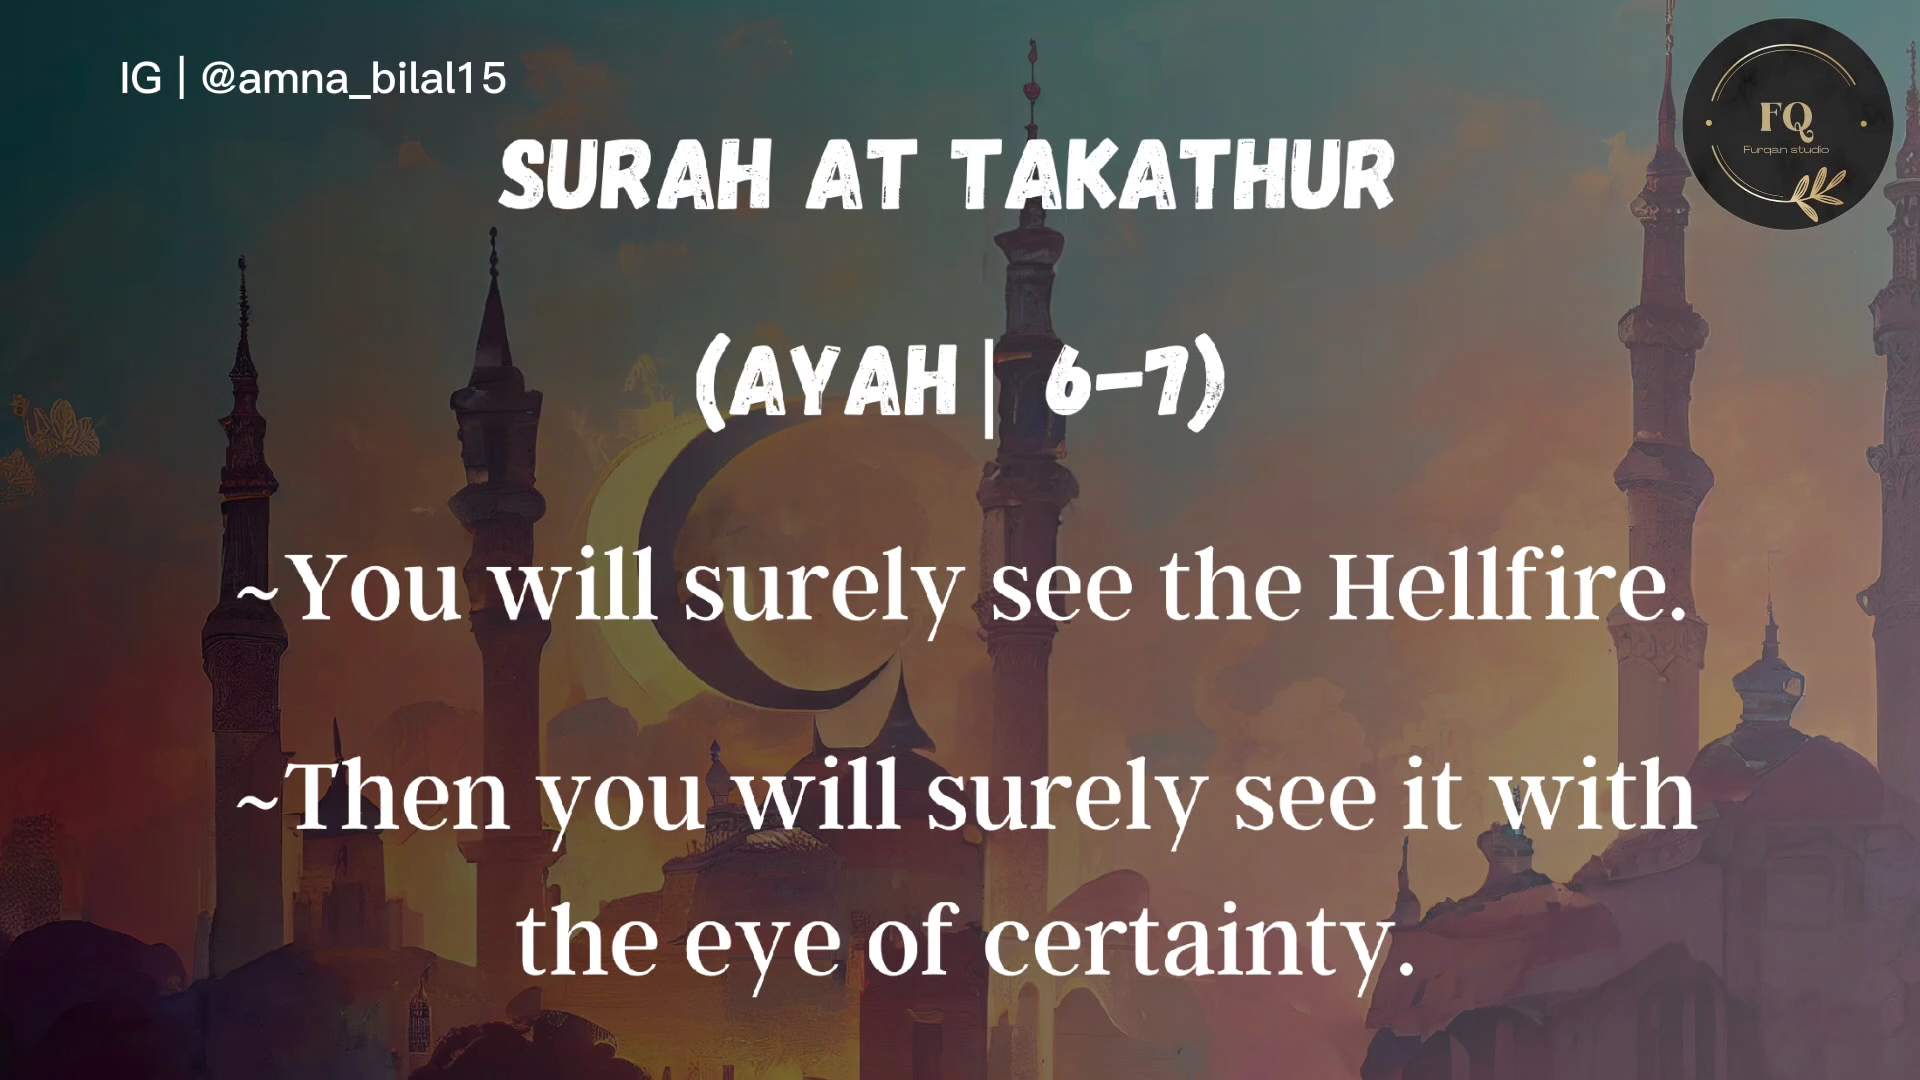 IG | @amna_bilal15
FQ
Furqan studio
SURAH AT TAKATHUR
(AYAH| 6-7)
~You will surely see the Hellfire.
~Then you will surely see it with
the eye of certainty.